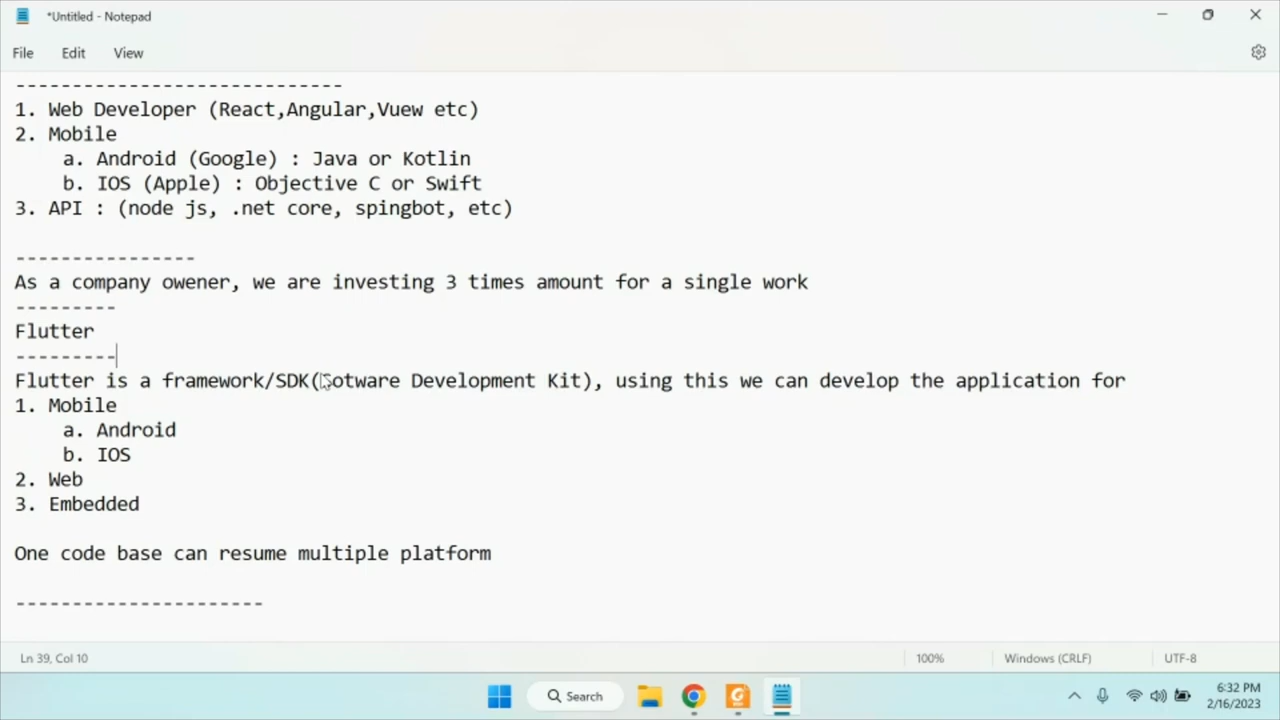 *Untitled - Notepad
File Edit View
-----------------------------
1. Web Developer (React,Angular,Vuew etc)
2. Mobile
a. Android (Google) : Java or Kotlin
b. IOS (Apple) : Objective C or Swift
3. API : (node js, .net core, spingbot, etc)
----------------
As a company owener, we are investing 3 times amount for a single work
---------
Flutter
---------
Flutter is a framework/SDK(Sotware Development Kit), using this we can develop the application for
1. Mobile
a. Android
b. IOS
2. Web
3. Embedded
One code base can resume multiple platform
----------------------
Ln 39, Col 10 100% Windows (CRLF) UTF-8
Search 6:32 PM
2/16/2023